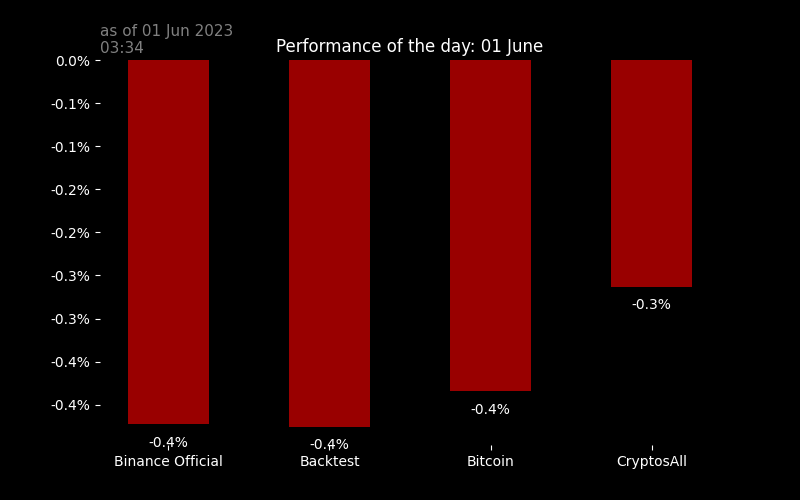 as of 01 Jun 2023
03:34
Performance of the day: 01 June
0.0%
-0.1%
-0.1%
-0.2%
-0.2%
-0.3%
-0.3%
-0.4%
-0.4%
-0.4%
-0.4%
-0.4%
-0.3%
Binance Official
Backtest
Bitcoin
CryptosAll